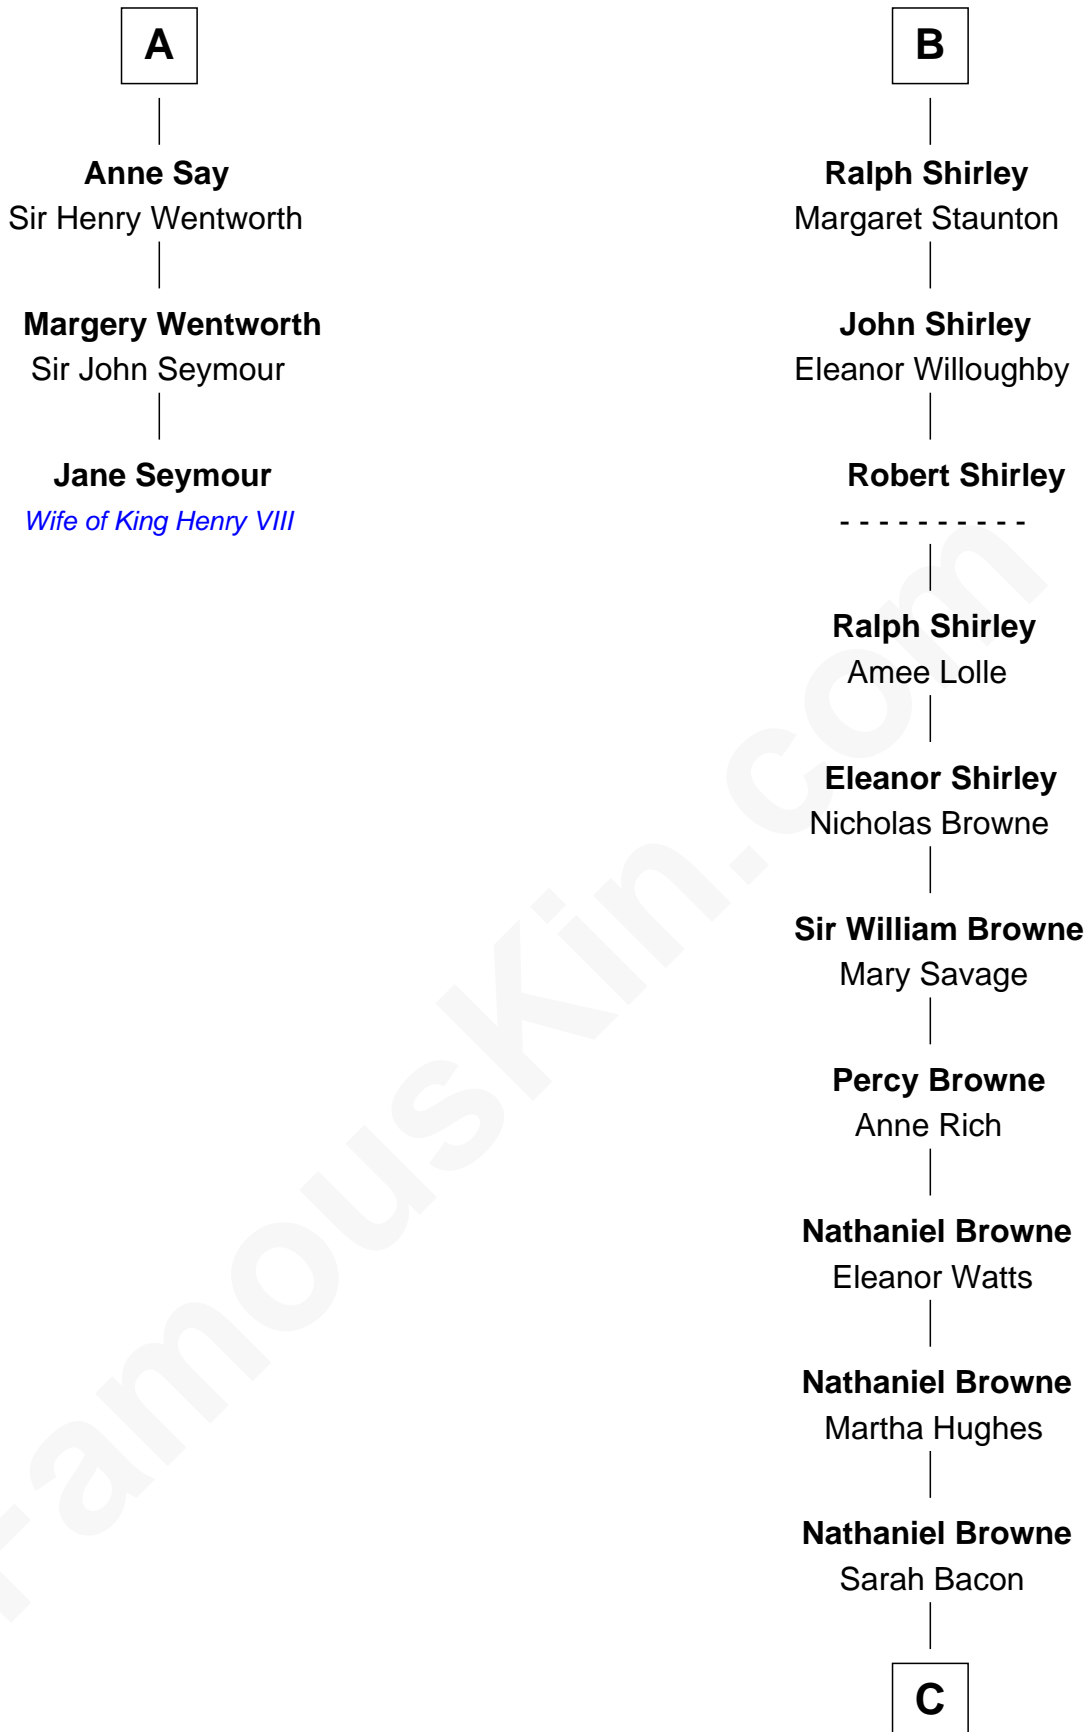 A
Anne Say
Sir Henry Wentworth
Margery Wentworth
Sir John Seymour
Jane Seymour
Wife of King Henry VIII
B
Ralph Shirley
Margaret Staunton
John Shirley
Eleanor Willoughby
Robert Shirley
- - - - - - - - - -
Ralph Shirley
Amee Lolle
Eleanor Shirley
Nicholas Browne
Sir William Browne
Mary Savage
Percy Browne
Anne Rich
Nathaniel Browne
Eleanor Watts
Nathaniel Browne
Martha Hughes
Nathaniel Browne
Sarah Bacon
C
FamousKin.com